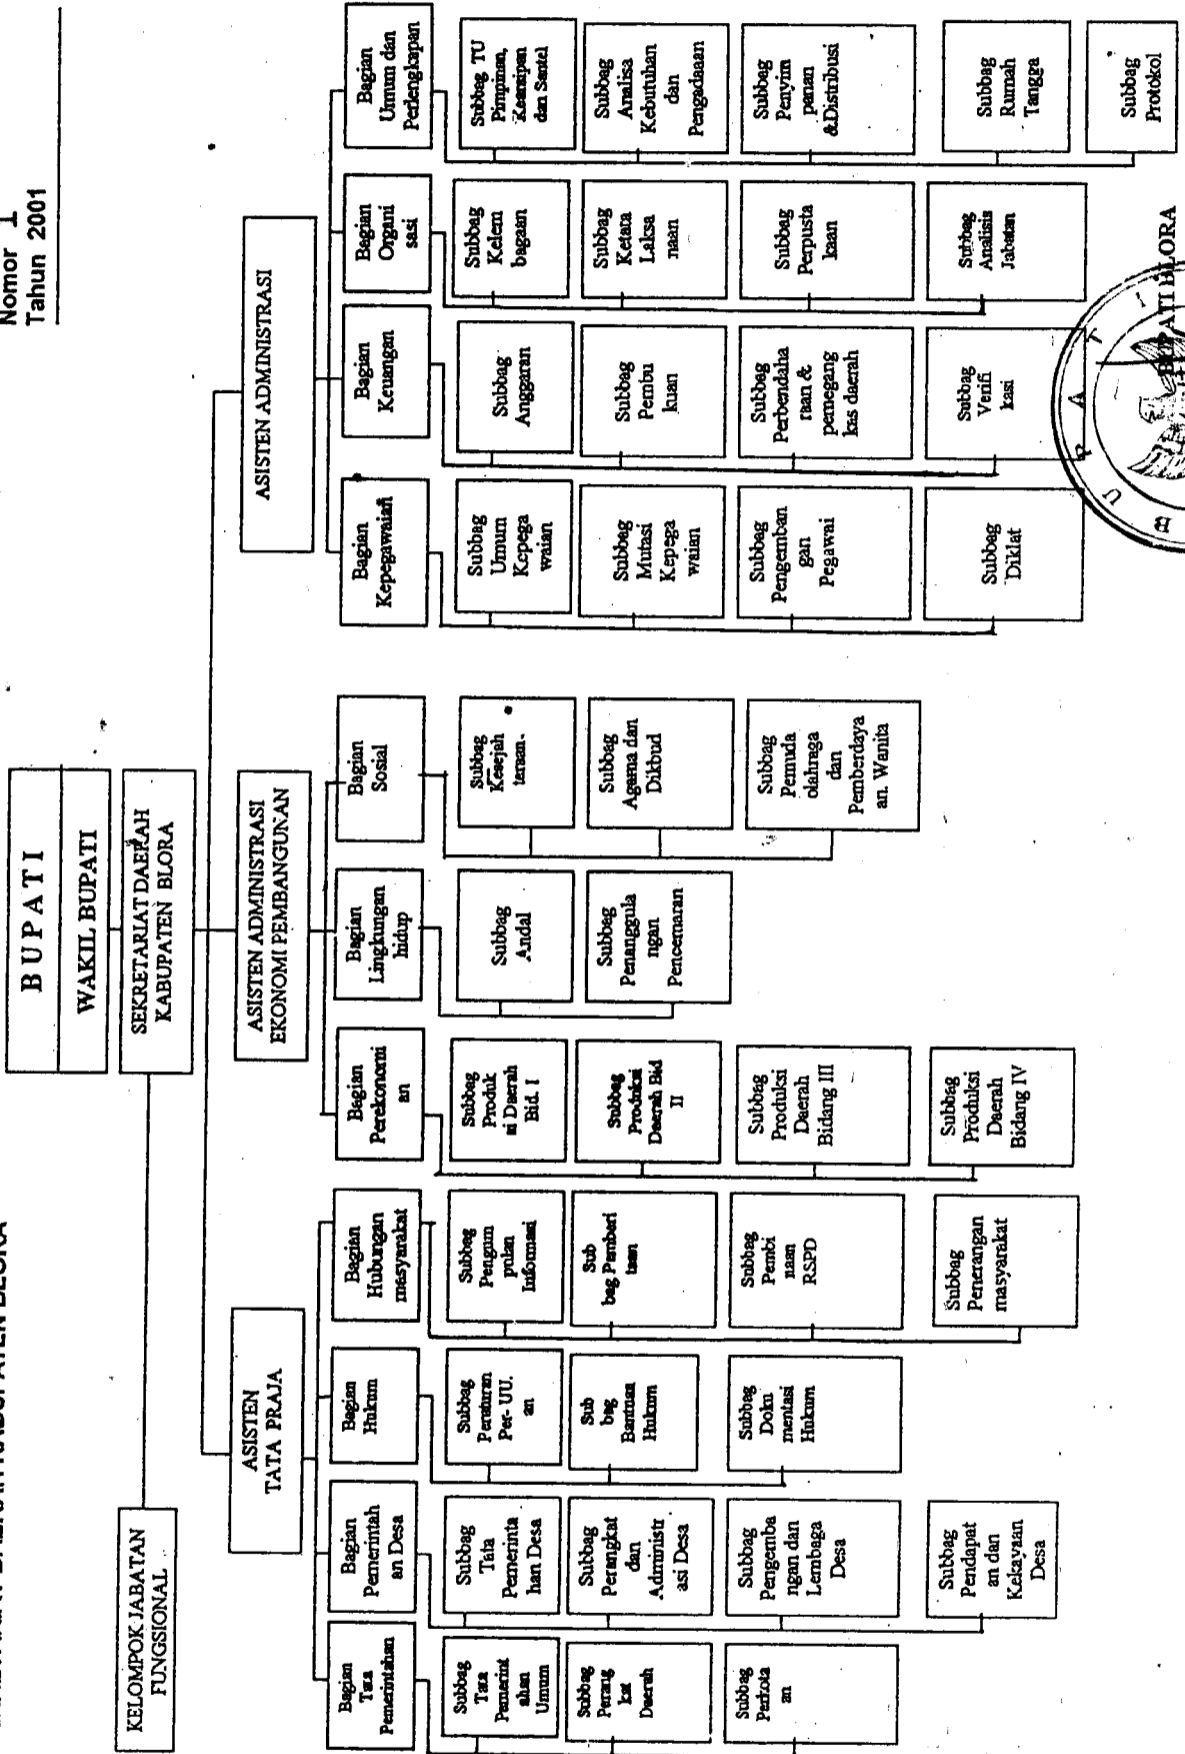 Nomor 1
Tahun 2001
BUPATI
WAKIL BUPATI
SEKRETARIAT DAERAH
KABUPATEN BLORA
KELOMPOK JABATAN
FUNGSIONAL
ASISTEN
TATA PRAJA
ASISTEN ADMINISTRASI
EKONOMI PEMBANGUNAN
ASISTEN ADMINISTRASI
Bagian
Tata
Pemerintahan
Subbag
Tata
Pemerint
ahan
Umum
Subbag
Perang
kat
Daerah
Subbag
Perkota
an
Bagian
Pemerintah
an Desa
Subbag
Tata
Pemerinta
han Desa
Subbag
Perangkat
dan
Administr
asi Desa
Subbag
Pengemba
ngan dan
Lembaga
Desa
Subbag
Pendapat
an dan
Kekayaan
Desa
Bagian
Hukum
Subbag
Peraturan
Per- UU.
an
Sub
bag
Bantuan
Hukum
Subbag
Doku
mentasi
Hukum
Bagian
Hubungan
masyarakat
Subbag
Pengum
pulan
Informasi
Sub
bag Pemberi
taan
Subbag
Pembi
naan
RSPD
Subbag
Penerangan
masyarakat
Bagian
Perekonomi
an
Subbag
Produk
si Daerah
Bid. I
Subbag
Produksi
Daerah Bid
II
Subbag
Produksi
Daerah
Bidang III
Subbag
Produksi
Daerah
Bidang IV
Bagian
Lingkungan
hidup
Subbag
Andal
Subbag
Penanggula
ngan
Pencemaran
Bagian
Sosial
Subbag
Kesejah
teraan.
Subbag
Agama dan
Dikbud
Subbag
Pemuda
olahraga
dan
Pemberdaya
an. Wanita
Bagian
Kepegawaian
Subbag
Umum
Kepega
waian
Subbag
Mutasi
Kepega
waian
Subbag
Pengemban
gan
Pegawai
Subbag
Diklat
Bagian
Keuangan
Subbag
Anggaran
Subbag
Pembu
kuan
Subbag
Perbendaha
raan &
pemegang
kas daerah
Subbag
Verifi
kasi
Bagian
Organi
sasi
Subbag
Kelem
bagaan
Subbag
Ketata
Laksa
naan
Subbag
Perpusta
kaan
Subbag
Analisis
Jabatan
Bagian
Umum dan
Perlengkapan
Subbag TU
Pimpinan,
Kearsipan
dan Santel
Subbag
Analisa
Kebutuhan
dan
Pengadaaan
Subbag
Penyim
panan
&Distribusi
Subbag
Rumah
Tangga
Subbag
Protokol
BUPATI BLORA
BUPATI